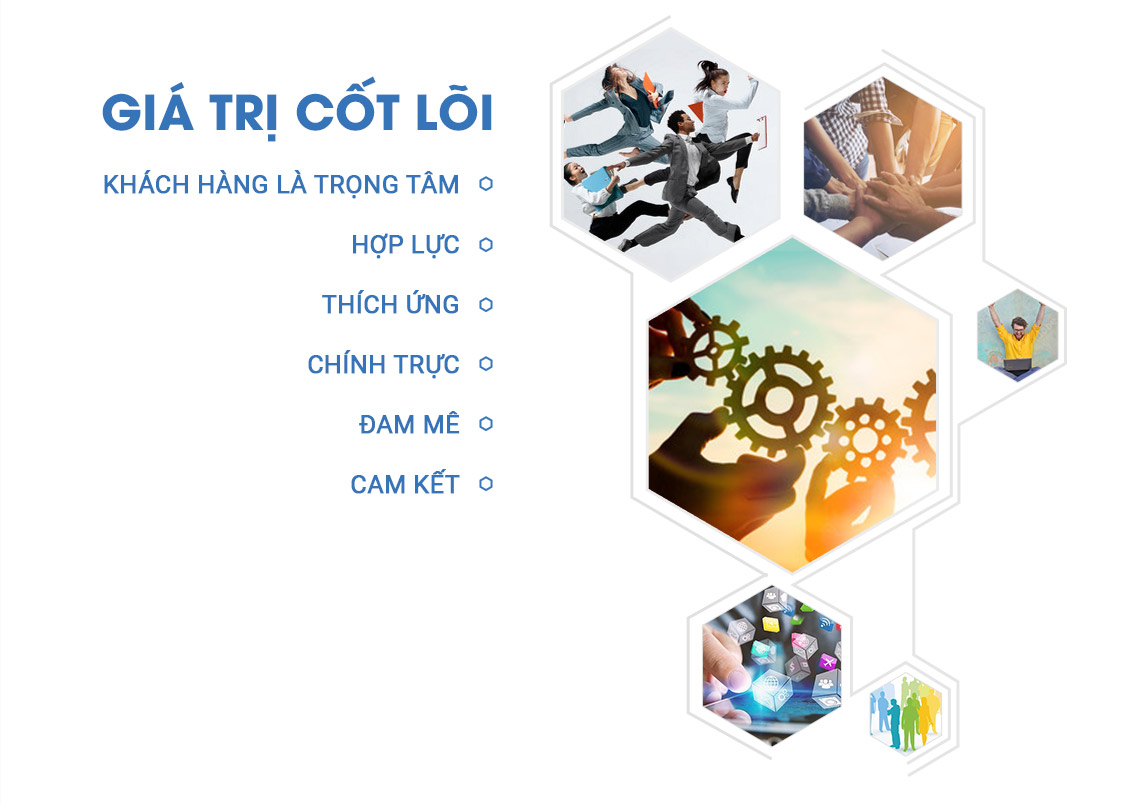 GIÁ TRỊ CỐT LÕI
KHÁCH HÀNG LÀ TRỌNG TÂM
HỢP LỰC
THÍCH ỨNG
CHÍNH TRỰC
ĐAM MÊ
CAM KẾT